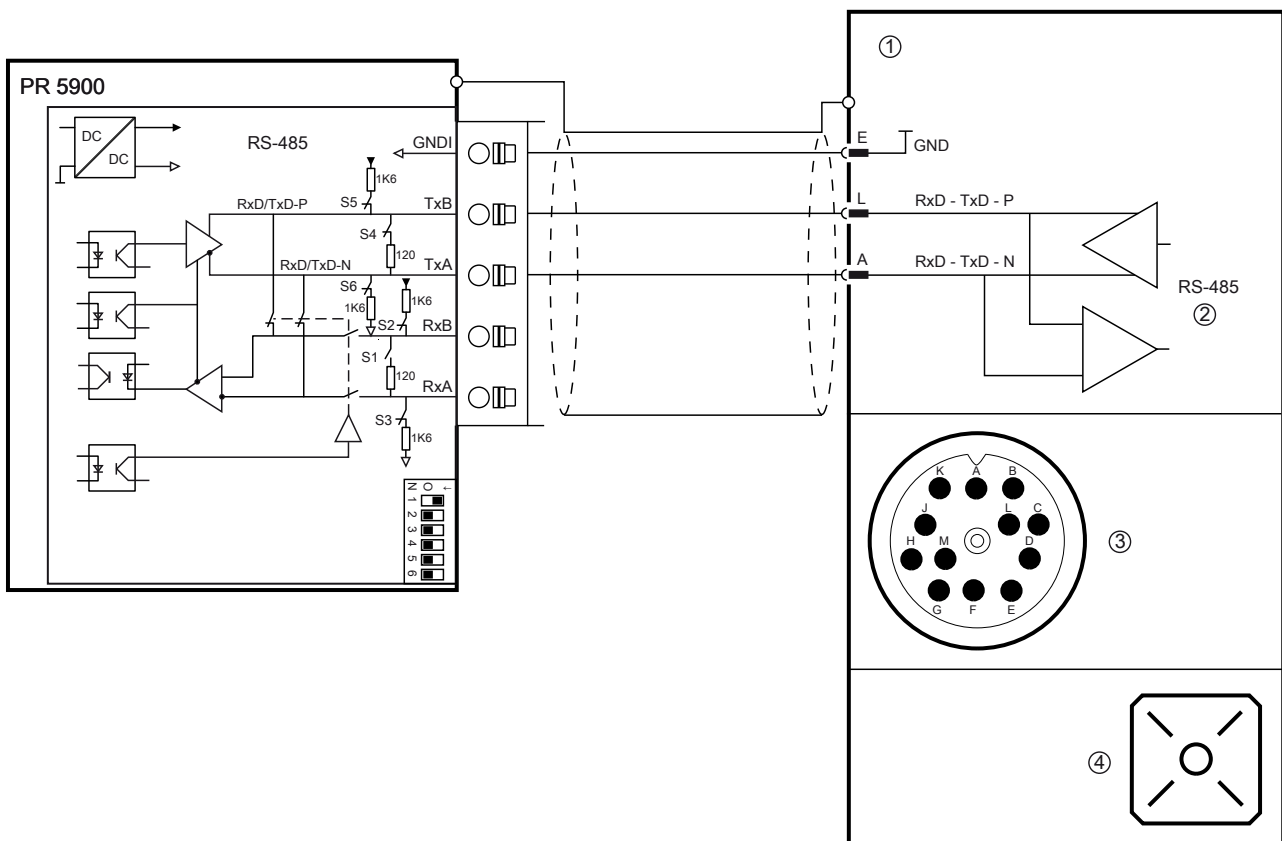 ①
PR 5900
DC
DC
RS-485
GNDI
E
GND
1K6
S5
TxB
RxD/TxD-P
L
RxD - TxD - P
S4
120
RxD/TxD-N
TxA
A
RxD - TxD - N
S6
1K6
1K6
S2
RxB
RS-485
②
S1
120
RxA
S3
1K6
N O ←
1
2
3
4
5
6
K A B
J L C
H M D
G F E
③
④